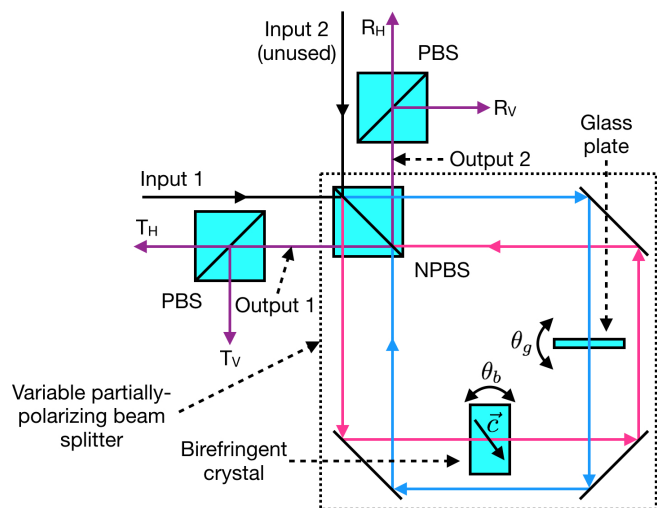 Input 2
(unused)
R_H
PBS
R_V
Glass
plate
Output 2
Input 1
T_H
NPBS
PBS
Output 1
T_V
θ_g
θ_b
c⃗
Variable partially-
polarizing beam
splitter
Birefringent
crystal